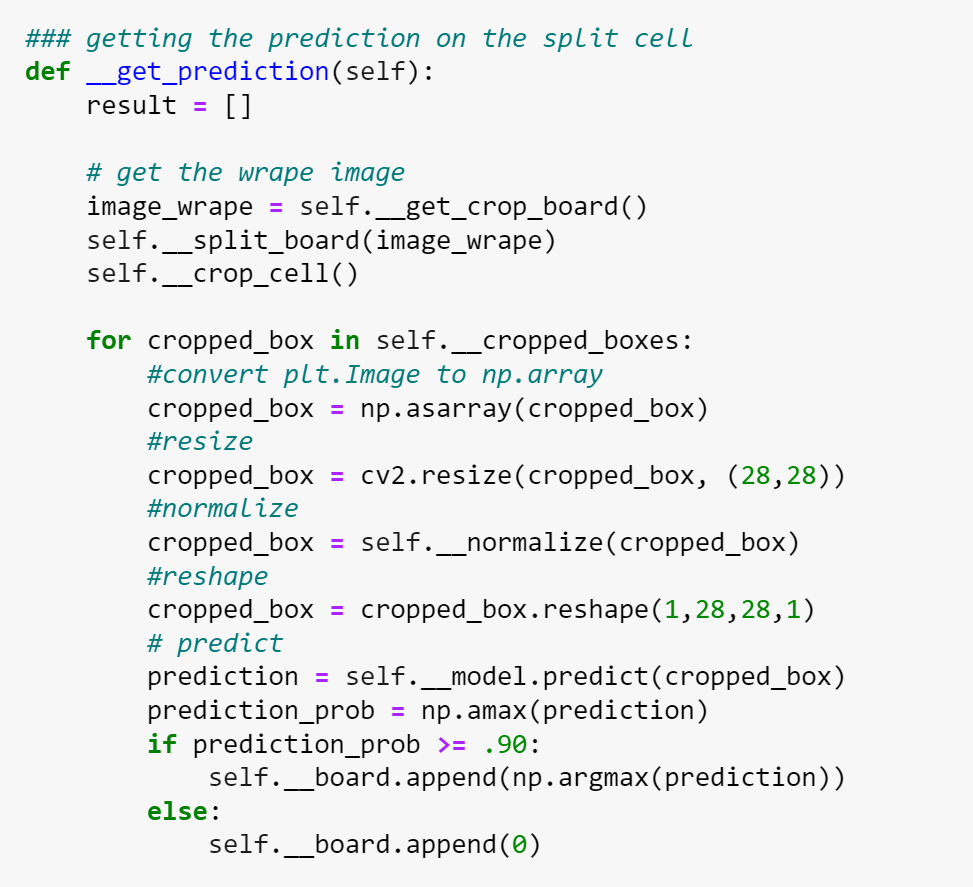 ### getting the prediction on the split cell
def __get_prediction(self):
    result = []

    # get the wrape image
    image_wrape = self.__get_crop_board()
    self.__split_board(image_wrape)
    self.__crop_cell()

    for cropped_box in self.__cropped_boxes:
        #convert plt.Image to np.array
        cropped_box = np.asarray(cropped_box)
        #resize
        cropped_box = cv2.resize(cropped_box, (28,28))
        #normalize
        cropped_box = self.__normalize(cropped_box)
        #reshape
        cropped_box = cropped_box.reshape(1,28,28,1)
        # predict
        prediction = self.__model.predict(cropped_box)
        prediction_prob = np.amax(prediction)
        if prediction_prob >= .90:
            self.__board.append(np.argmax(prediction))
        else:
            self.__board.append(0)